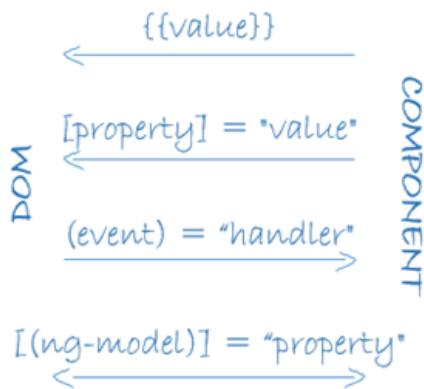 {{value}}
[property] = "value"
(event) = "handler"
[(ng-model)] = "property"
DOM
COMPONENT